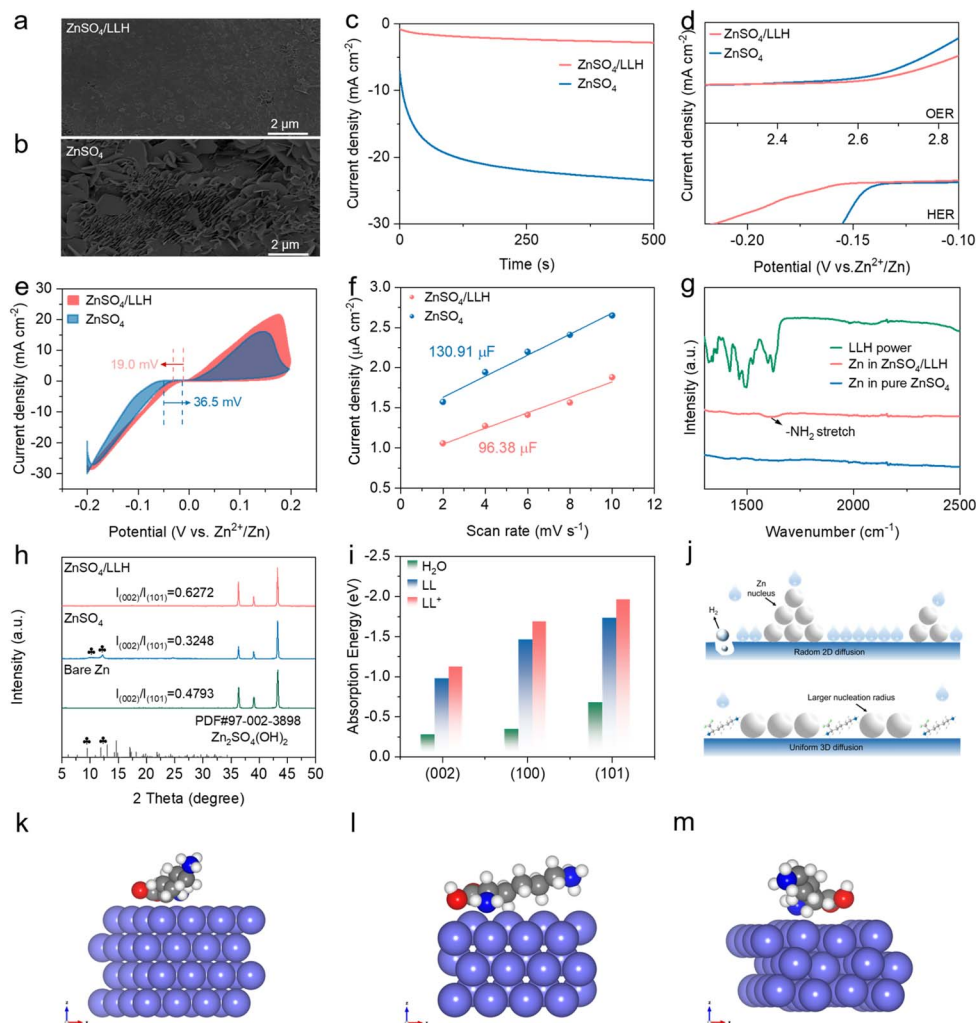 a
ZnSO₄/LLH
2 μm
b
ZnSO₄
2 μm
c
ZnSO₄/LLH
ZnSO₄
Current density (mA cm⁻²)
0
-10
-20
-30
0
250
500
Time (s)
d
ZnSO₄/LLH
ZnSO₄
Current density (mA cm⁻²)
OER
2.4
2.6
2.8
HER
-0.20
-0.15
-0.10
Potential (V vs.Zn²⁺/Zn)
e
ZnSO₄/LLH
ZnSO₄
19.0 mV
36.5 mV
Current density (mA cm⁻²)
30
20
10
0
-10
-20
-30
-0.2
-0.1
0.0
0.1
0.2
Potential (V vs. Zn²⁺/Zn)
f
ZnSO₄/LLH
ZnSO₄
130.91 μF
96.38 μF
Current density (μA cm⁻²)
3.0
2.5
2.0
1.5
1.0
0.5
0
2
4
6
8
10
12
Scan rate (mV s⁻¹)
g
LLH power
Zn in ZnSO₄/LLH
Zn in pure ZnSO₄
-NH₂ stretch
Intensity (a.u.)
1500
2000
2500
Wavenumber (cm⁻¹)
h
ZnSO₄/LLH
I₍₀₀₂₎/I₍₁₀₁₎=0.6272
ZnSO₄
I₍₀₀₂₎/I₍₁₀₁₎=0.3248
Bare Zn
I₍₀₀₂₎/I₍₁₀₁₎=0.4793
PDF#97-002-3898
Zn₂SO₄(OH)₂
Intensity (a.u.)
5 10 15 20 25 30 35 40 45 50
2 Theta (degree)
i
H₂O
LL
LL⁺
Absorption Energy (eV)
-2.5
-2.0
-1.5
-1.0
-0.5
0.0
(002)
(100)
(101)
j
Zn
nucleus
H₂
Radom 2D diffusion
Larger nucleation radius
Uniform 3D diffusion
k
l
m